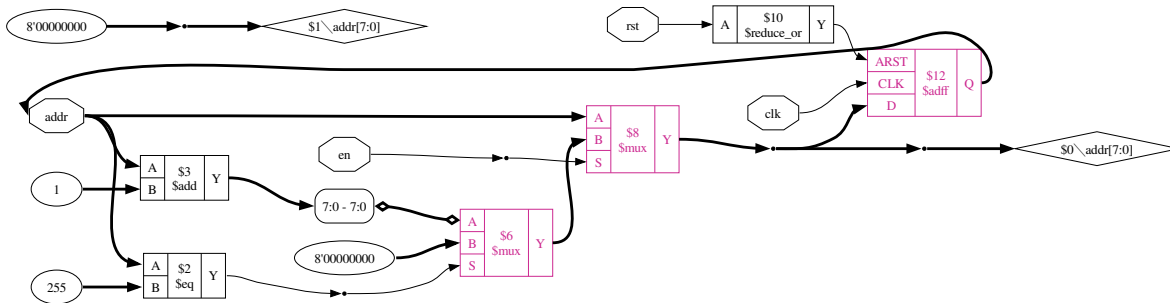 8'00000000
$1\addr[7:0]
rst
A
$10
$reduce_or
Y
ARST
CLK
D
$12
$adff
Q
addr
clk
A
B
S
$8
$mux
Y
en
$0\addr[7:0]
1
A
B
$3
$add
Y
7:0 - 7:0
8'00000000
A
B
S
$6
$mux
Y
255
A
B
$2
$eq
Y